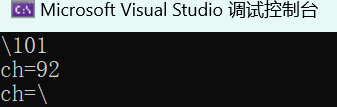 Microsoft Visual Studio 调试控制台
\101
ch=92
ch=\